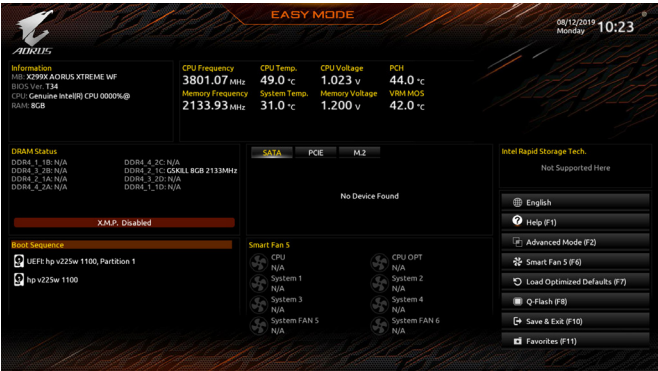 EASY MODE
08/12/2019 Monday 10:23
AORUS
Information
MB: X299X AORUS XTREME WF
BIOS Ver. T34
CPU: Genuine Intel(R) CPU 0000%@
RAM: 8GB
CPU Frequency CPU Temp. CPU Voltage PCH
3801.07 MHz 49.0 °C 1.023 V 44.0 °C
Memory Frequency System Temp. Memory Voltage VRM MOS
2133.93 MHz 31.0 °C 1.200 V 42.0 °C
DRAM Status
DDR4_1_1B: N/A DDR4_4_2C: N/A
DDR4_3_2B: N/A DDR4_2_1C: GSKILL 8GB 2133MHz
DDR4_2_1A: N/A DDR4_3_2D: N/A
DDR4_4_2A: N/A DDR4_1_1D: N/A
X.M.P. Disabled
SATA PCIE M.2
No Device Found
Intel Rapid Storage Tech.
Not Supported Here
Boot Sequence
UEFI: hp v225w 1100, Partition 1
hp v225w 1100
Smart Fan 5
CPU CPU OPT
N/A N/A
System 1 System 2
N/A N/A
System 3 System 4
N/A N/A
System FAN 5 System FAN 6
N/A N/A
English
Help (F1)
Advanced Mode (F2)
Smart Fan 5 (F6)
Load Optimized Defaults (F7)
Q-Flash (F8)
Save & Exit (F10)
Favorites (F11)